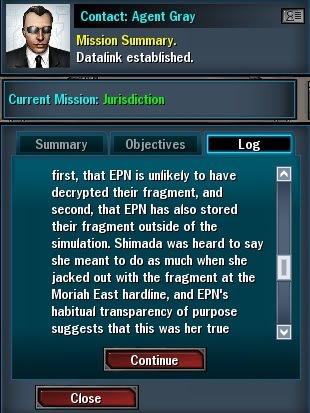 Contact: Agent Gray
Mission Summary.
Datalink established.
Current Mission: Jurisdiction
Summary
Objectives
Log
first, that EPN is unlikely to have
decrypted their fragment, and
second, that EPN has also stored
their fragment outside of the
simulation. Shimada was heard to say
she meant to do as much when she
jacked out with the fragment at the
Moriah East hardline, and EPN's
habitual transparency of purpose
suggests that this was her true
Continue
Close